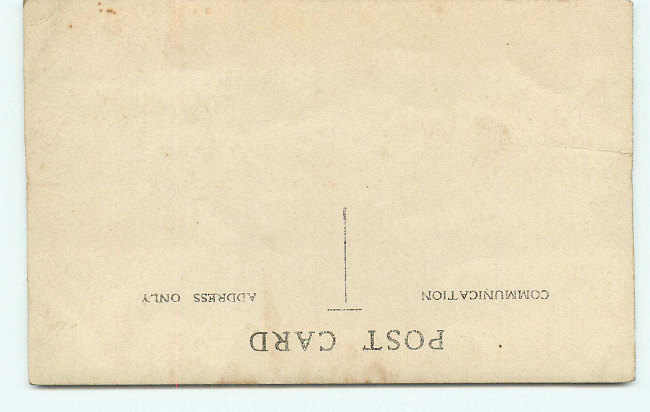 POST CARD
COMMUNICATION
ADDRESS ONLY